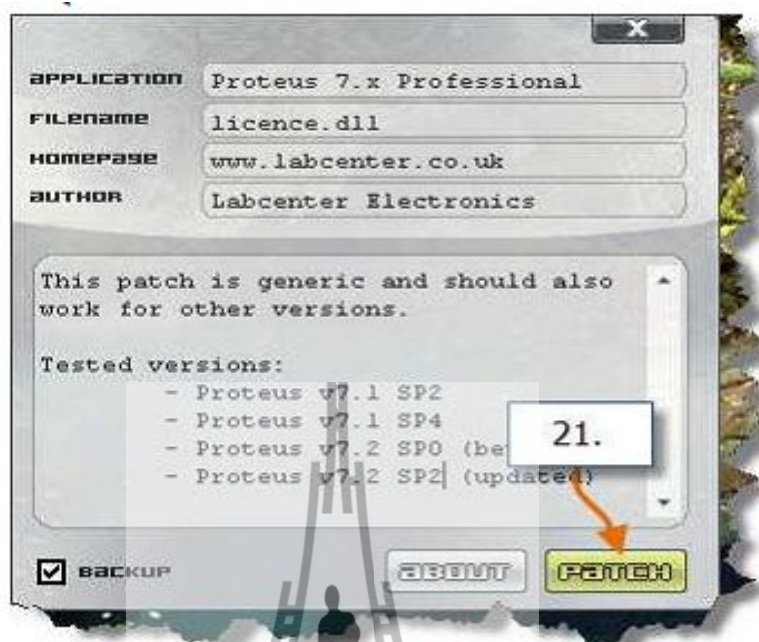 X
APPLICATION Proteus 7.x Professional
FILENAME licence.dll
HOMEPAGE www.labcenter.co.uk
AUTHOR Labcenter Electronics
This patch is generic and should also
work for other versions.
Tested versions:
- Proteus v7.1 SP2
- Proteus v7.1 SP4
- Proteus v7.2 SP0 (be
- Proteus v7.2 SP2 (updated)
21.
BACKUP ABOUT PATCH